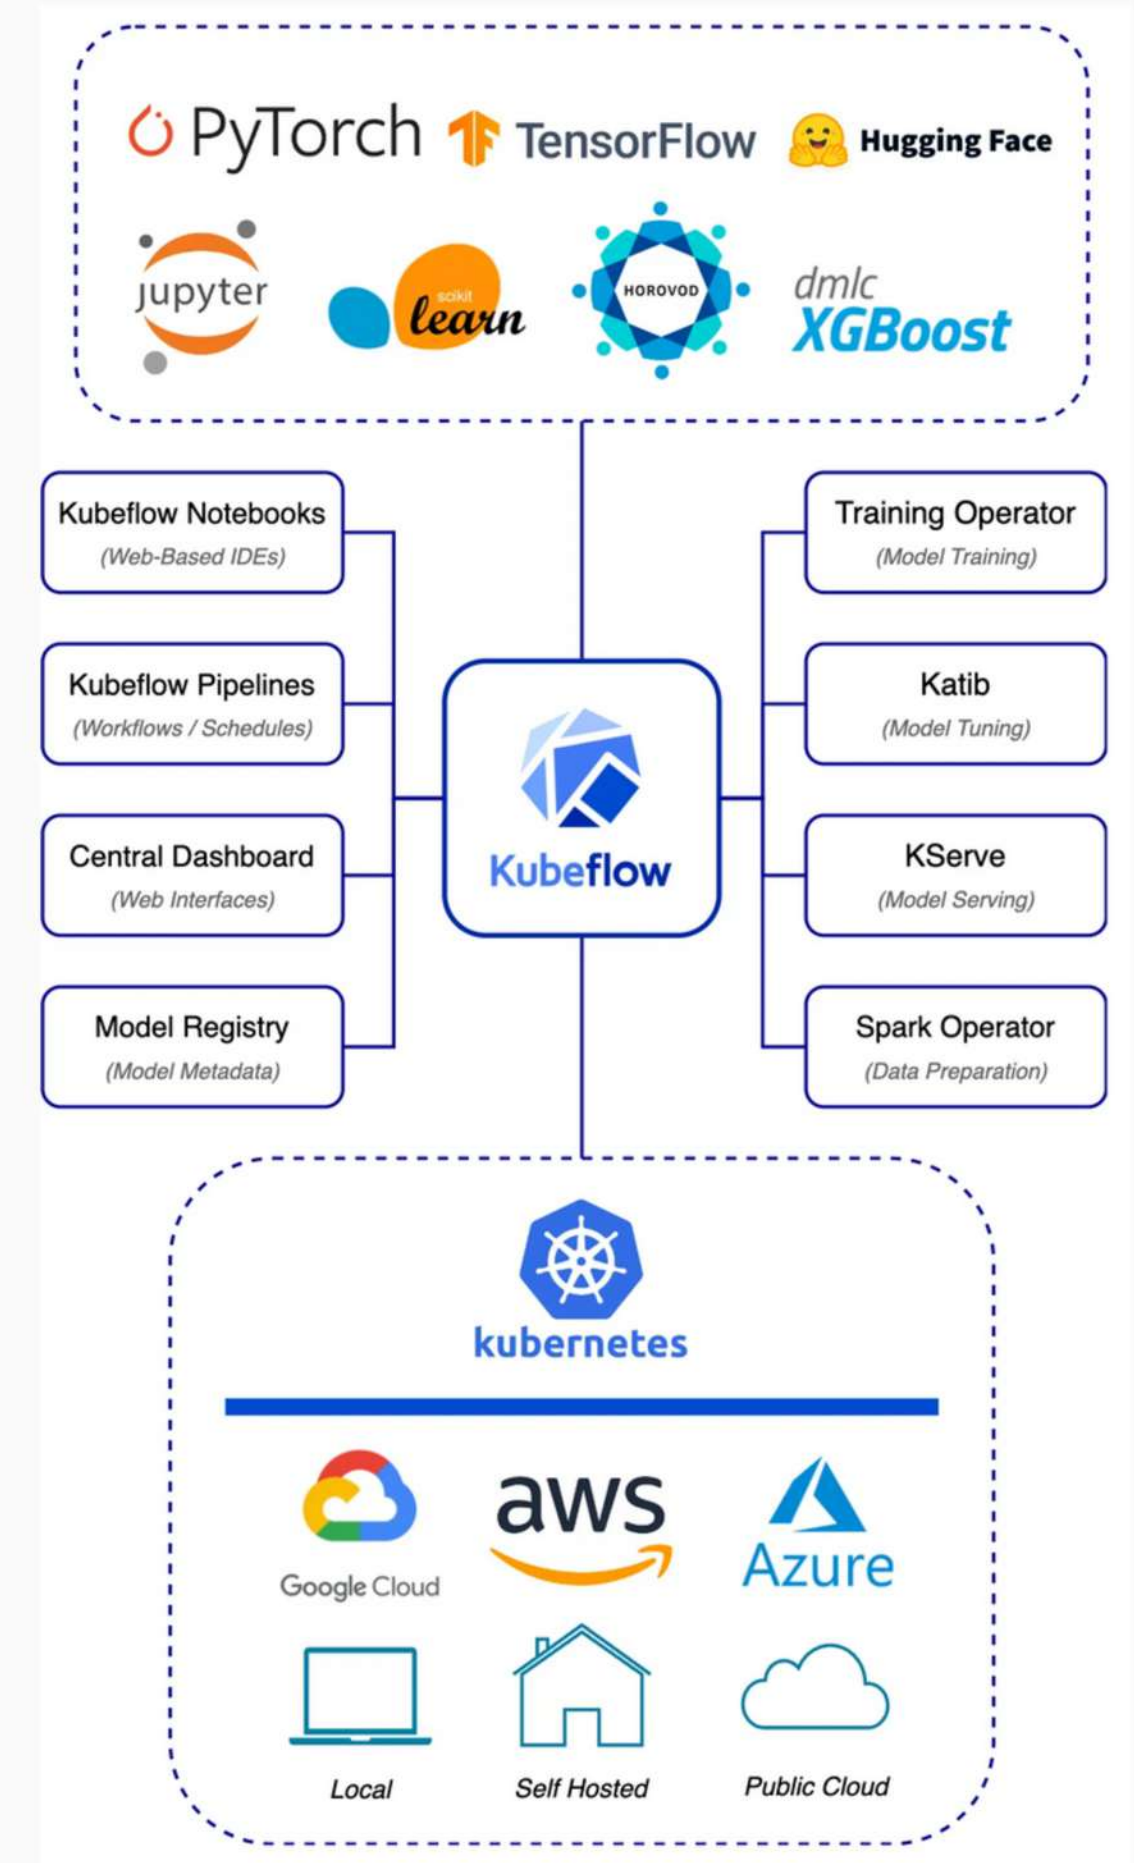 PyTorch
TensorFlow
Hugging Face
jupyter
scikit
learn
HOROVOD
dmlc
XGBoost
Kubeflow Notebooks
(Web-Based IDEs)
Kubeflow Pipelines
(Workflows / Schedules)
Central Dashboard
(Web Interfaces)
Model Registry
(Model Metadata)
Kubeflow
Training Operator
(Model Training)
Katib
(Model Tuning)
KServe
(Model Serving)
Spark Operator
(Data Preparation)
kubernetes
Google Cloud
aws
Azure
Local
Self Hosted
Public Cloud